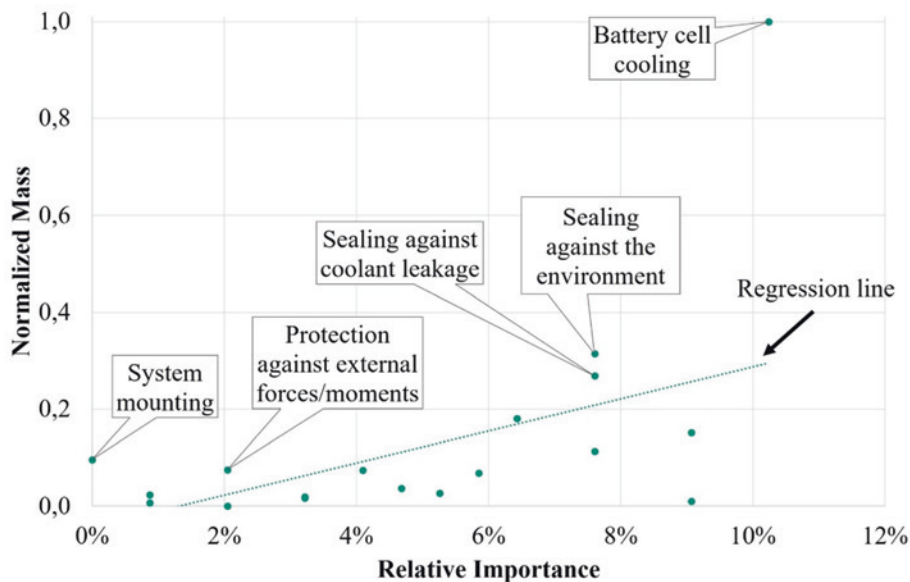 1,0
0,8
0,6
0,4
0,2
0,0
Normalized Mass
Battery cell
cooling
Sealing
against the
environment
Sealing against
coolant leakage
Regression line
Protection
against external
forces/moments
System
mounting
0%
2%
4%
6%
8%
10%
12%
Relative Importance